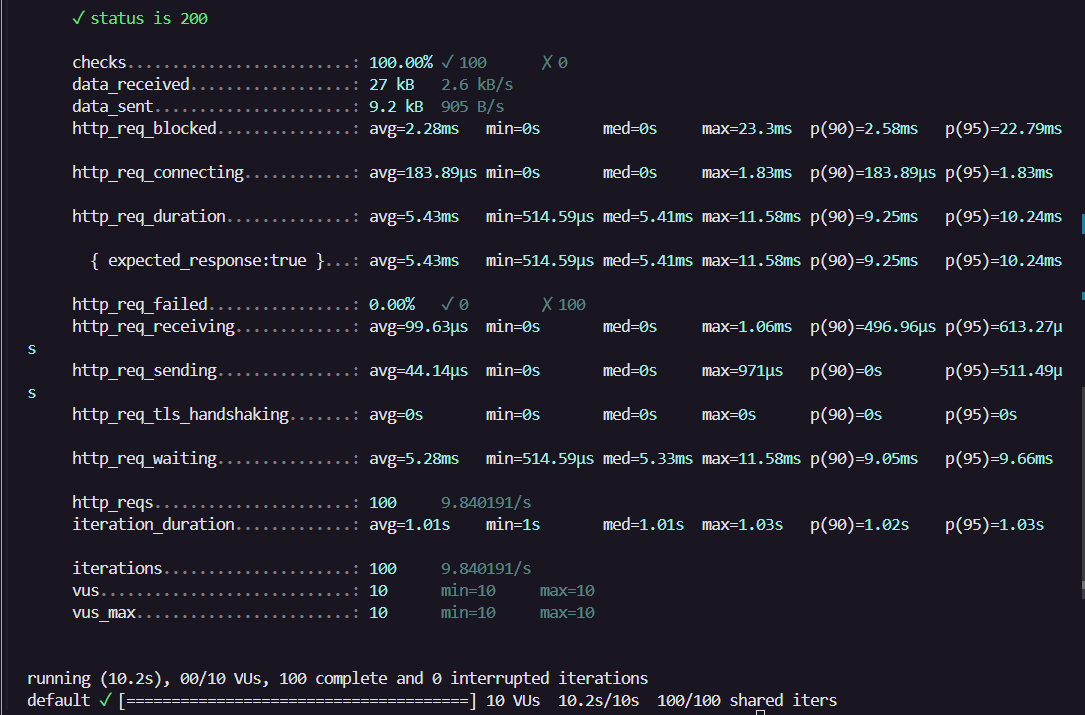 ✓ status is 200
checks.........................: 100.00% ✓ 100 ✗ 0
data_received..................: 27 kB 2.6 kB/s
data_sent......................: 9.2 kB 905 B/s
http_req_blocked...............: avg=2.28ms min=0s med=0s max=23.3ms p(90)=2.58ms p(95)=22.79ms
http_req_connecting............: avg=183.89µs min=0s med=0s max=1.83ms p(90)=183.89µs p(95)=1.83ms
http_req_duration..............: avg=5.43ms min=514.59µs med=5.41ms max=11.58ms p(90)=9.25ms p(95)=10.24ms
{ expected_response:true }...: avg=5.43ms min=514.59µs med=5.41ms max=11.58ms p(90)=9.25ms p(95)=10.24ms
http_req_failed................: 0.00% ✓ 0 ✗ 100
http_req_receiving.............: avg=99.63µs min=0s med=0s max=1.06ms p(90)=496.96µs p(95)=613.27µ
s
http_req_sending...............: avg=44.14µs min=0s med=0s max=971µs p(90)=0s p(95)=511.49µ
s
http_req_tls_handshaking.......: avg=0s min=0s med=0s max=0s p(90)=0s p(95)=0s
http_req_waiting...............: avg=5.28ms min=514.59µs med=5.33ms max=11.58ms p(90)=9.05ms p(95)=9.66ms
http_reqs......................: 100 9.840191/s
iteration_duration.............: avg=1.01s min=1s med=1.01s max=1.03s p(90)=1.02s p(95)=1.03s
iterations.....................: 100 9.840191/s
vus............................: 10 min=10 max=10
vus_max........................: 10 min=10 max=10
running (10.2s), 00/10 VUs, 100 complete and 0 interrupted iterations
default ✓ [======================================] 10 VUs 10.2s/10s 100/100 shared iters